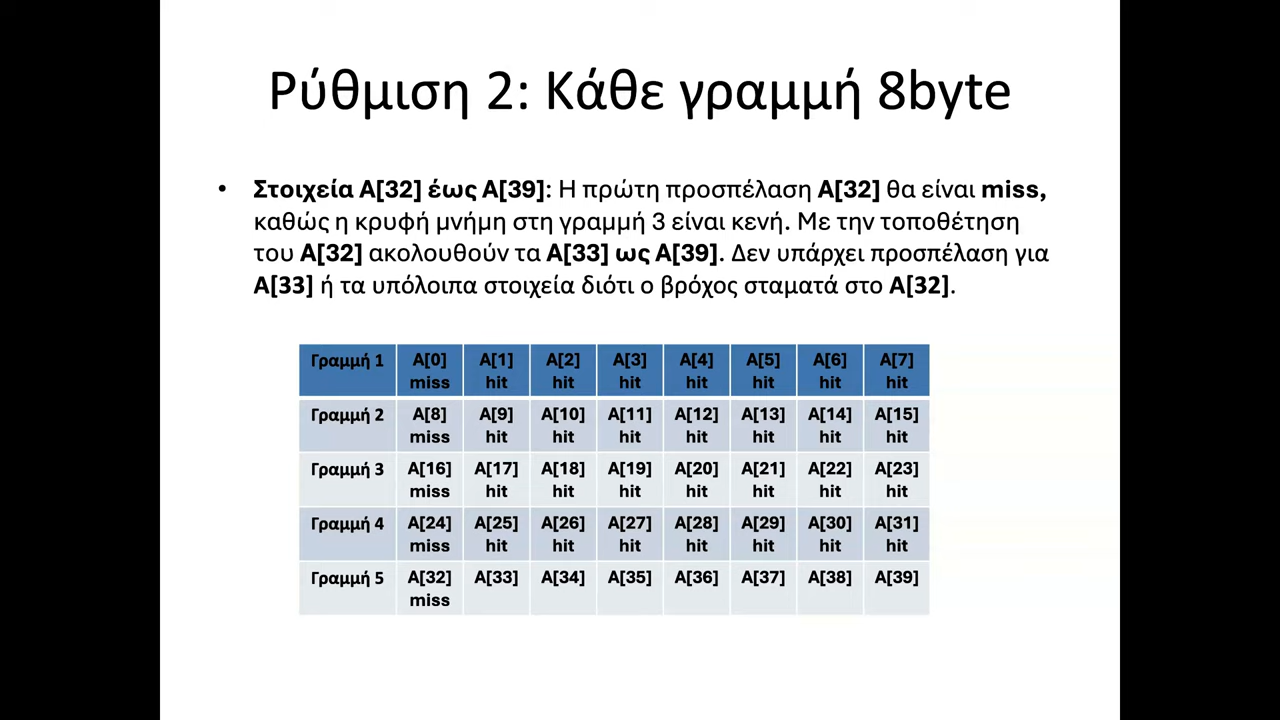 Ρύθμιση 2: Κάθε γραμμή 8byte
• Στοιχεία A[32] έως A[39]: Η πρώτη προσπέλαση A[32] θα είναι miss,
καθώς η κρυφή μνήμη στη γραμμή 3 είναι κενή. Με την τοποθέτηση
του A[32] ακολουθούν τα A[33] ως A[39]. Δεν υπάρχει προσπέλαση για
A[33] ή τα υπόλοιπα στοιχεία διότι ο βρόχος σταματά στο A[32].
Γραμμή 1 A[0] A[1] A[2] A[3] A[4] A[5] A[6] A[7]
miss hit hit hit hit hit hit hit
Γραμμή 2 A[8] A[9] A[10] A[11] A[12] A[13] A[14] A[15]
miss hit hit hit hit hit hit hit
Γραμμή 3 A[16] A[17] A[18] A[19] A[20] A[21] A[22] A[23]
miss hit hit hit hit hit hit hit
Γραμμή 4 A[24] A[25] A[26] A[27] A[28] A[29] A[30] A[31]
miss hit hit hit hit hit hit hit
Γραμμή 5 A[32] A[33] A[34] A[35] A[36] A[37] A[38] A[39]
miss